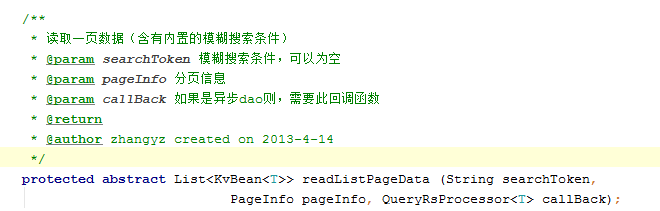 /**
 * 读取一页数据（含有内置的模糊搜索条件）
 * @param searchToken 模糊搜索条件，可以为空
 * @param pageInfo 分页信息
 * @param callBack 如果是异步dao则，需要此回调函数
 * @return
 * @author zhangyz created on 2013-4-14
 */
protected abstract List<KvBean<T>> readListPageData (String searchToken,
PageInfo pageInfo, QueryRsProcessor<T> callBack);